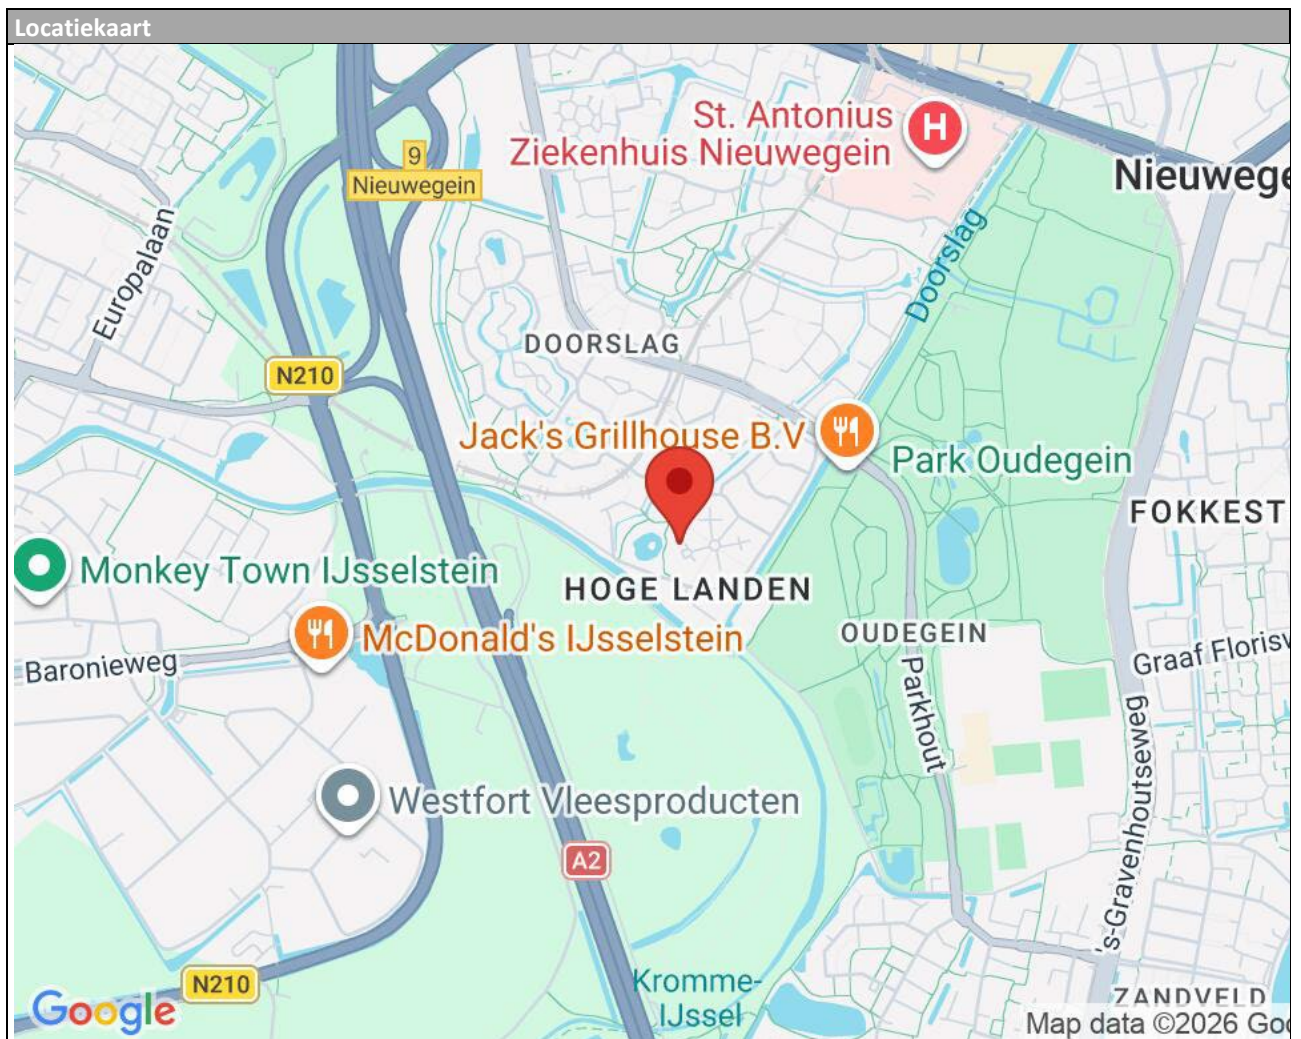 Locatiekaart
St. Antonius
Ziekenhuis Nieuwegein
H
9
Nieuwegein
Nieuwege
Europalaan
Doorslag
DOORSLAG
N210
Jack's Grillhouse B.V
Park Oudegein
FOKKEST
Monkey Town IJsselstein
HOGE LANDEN
McDonald's IJsselstein
OUDEGEIN
Baronieweg
Graaf Florisv
Parkhout
's-Gravenhoutseweg
Westfort Vleesproducten
A2
N210
Kromme-
IJssel
ZANDVELD
Google
Map data ©2026 Goo